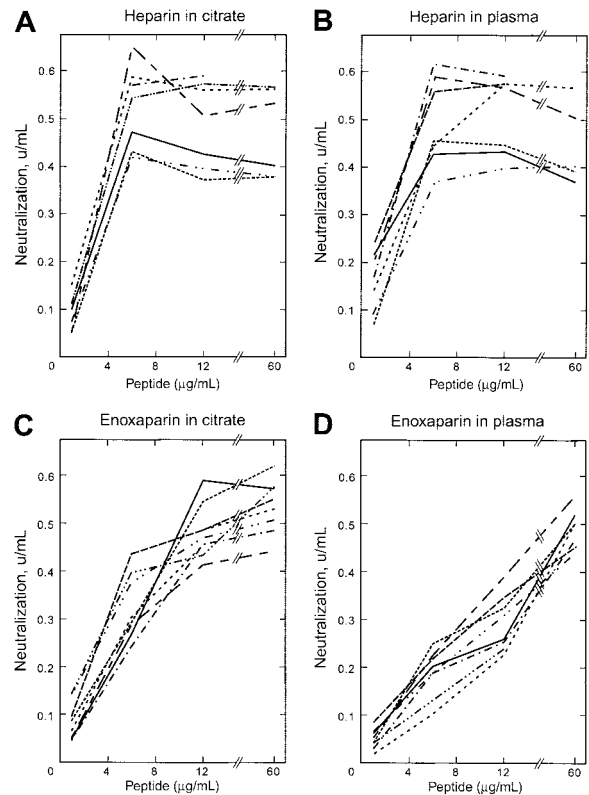 A
Heparin in citrate
Neutralization, u/mL
0.6
0.5
0.4
0.3
0.2
0.1
0
0 4 8 12 60
Peptide (μg/mL)
B
Heparin in plasma
Neutralization, u/mL
0.6
0.5
0.4
0.3
0.2
0.1
0
4 8 12 60
Peptide (μg/mL)
C
Enoxaparin in citrate
Neutralization, u/mL
0.6
0.5
0.4
0.3
0.2
0.1
0
4 8 12 60
Peptide (μg/mL)
D
Enoxaparin in plasma
Neutralization, u/mL
0.6
0.5
0.4
0.3
0.2
0.1
0
4 8 12 60
Peptide (μg/mL)